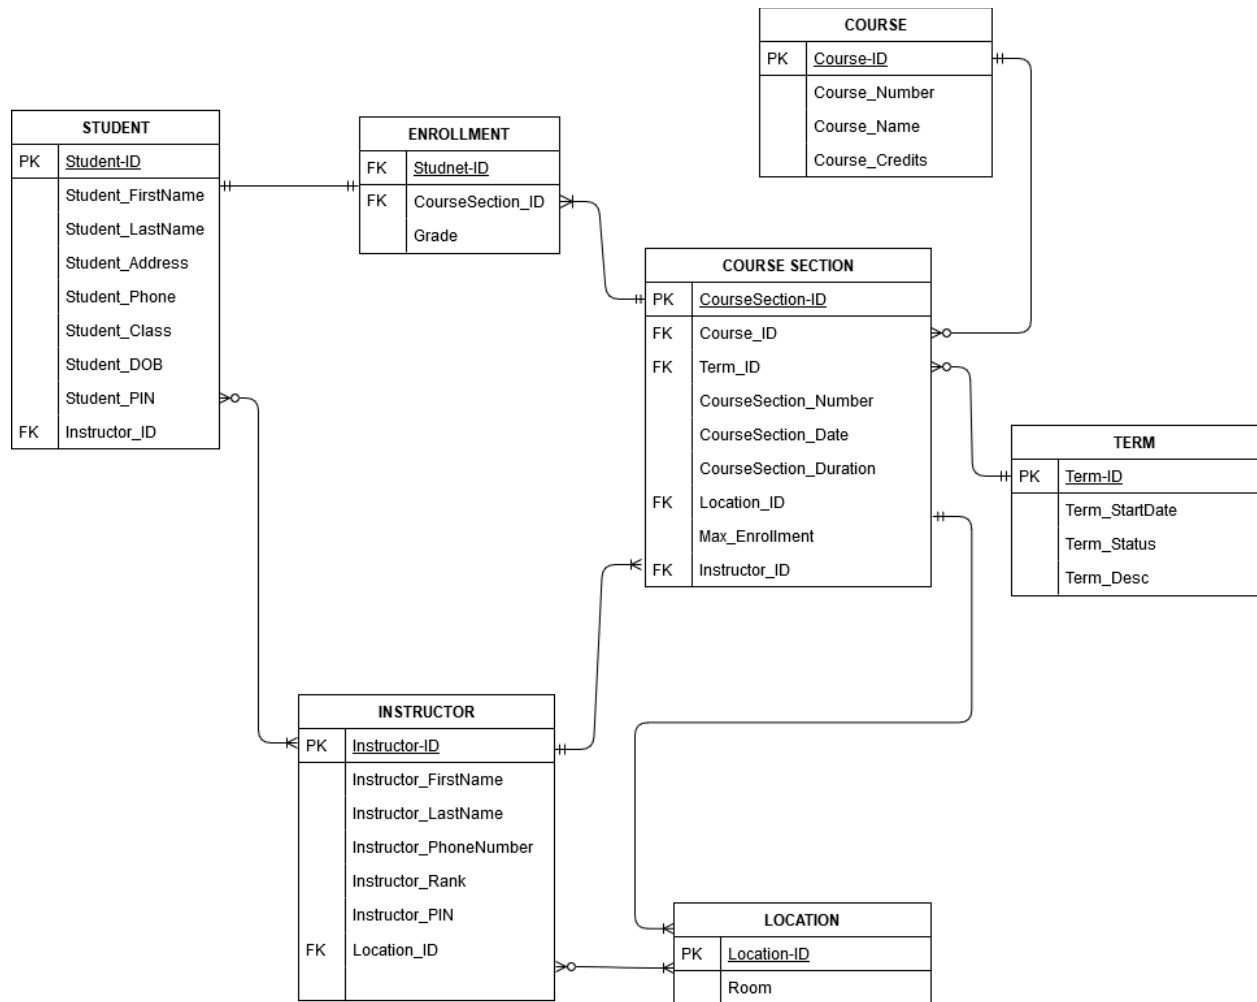 COURSE
PK Course-ID
Course_Number
Course_Name
Course_Credits
STUDENT
PK Student-ID
Student_FirstName
Student_LastName
Student_Address
Student_Phone
Student_Class
Student_DOB
Student_PIN
FK Instructor_ID
ENROLLMENT
FK Studnet-ID
FK CourseSection_ID
Grade
COURSE SECTION
PK CourseSection-ID
FK Course_ID
FK Term_ID
CourseSection_Number
CourseSection_Date
CourseSection_Duration
FK Location_ID
Max_Enrollment
FK Instructor_ID
TERM
PK Term-ID
Term_StartDate
Term_Status
Term_Desc
INSTRUCTOR
PK Instructor-ID
Instructor_FirstName
Instructor_LastName
Instructor_PhoneNumber
Instructor_Rank
Instructor_PIN
FK Location_ID
LOCATION
PK Location-ID
Room